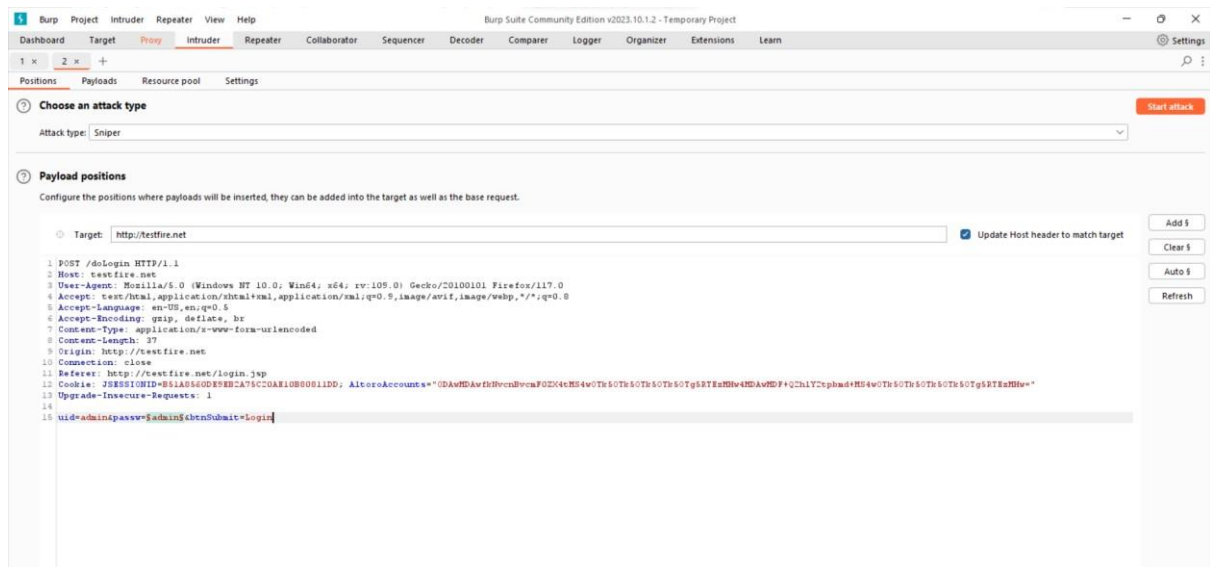 Burp Project Intruder Repeater View Help Burp Suite Community Edition v2023.10.1.2 - Temporary Project
Dashboard Target Proxy Intruder Repeater Collaborator Sequencer Decoder Comparer Logger Organizer Extensions Learn Settings
1 × 2 × +
Positions Payloads Resource pool Settings
? Choose an attack type Start attack
Attack type: Sniper
? Payload positions
Configure the positions where payloads will be inserted, they can be added into the target as well as the base request.
Target: http://testfire.net Update Host header to match target
Add §
Clear §
Auto §
Refresh
1 POST /doLogin HTTP/1.1
2 Host: testfire.net
3 User-Agent: Mozilla/5.0 (Windows NT 10.0; Win64; x64; rv:109.0) Gecko/20100101 Firefox/117.0
4 Accept: text/html,application/xhtml+xml,application/xml;q=0.9,image/avif,image/webp,*/*;q=0.8
5 Accept-Language: en-US,en;q=0.5
6 Accept-Encoding: gzip, deflate, br
7 Content-Type: application/x-www-form-urlencoded
8 Content-Length: 37
9 Origin: http://testfire.net
10 Connection: close
11 Referer: http://testfire.net/login.jsp
12 Cookie: AltoroAccounts=
13 Upgrade-Insecure-Requests: 1
14
15 uid=admin&passw=§admin§&btnSubmit=Login